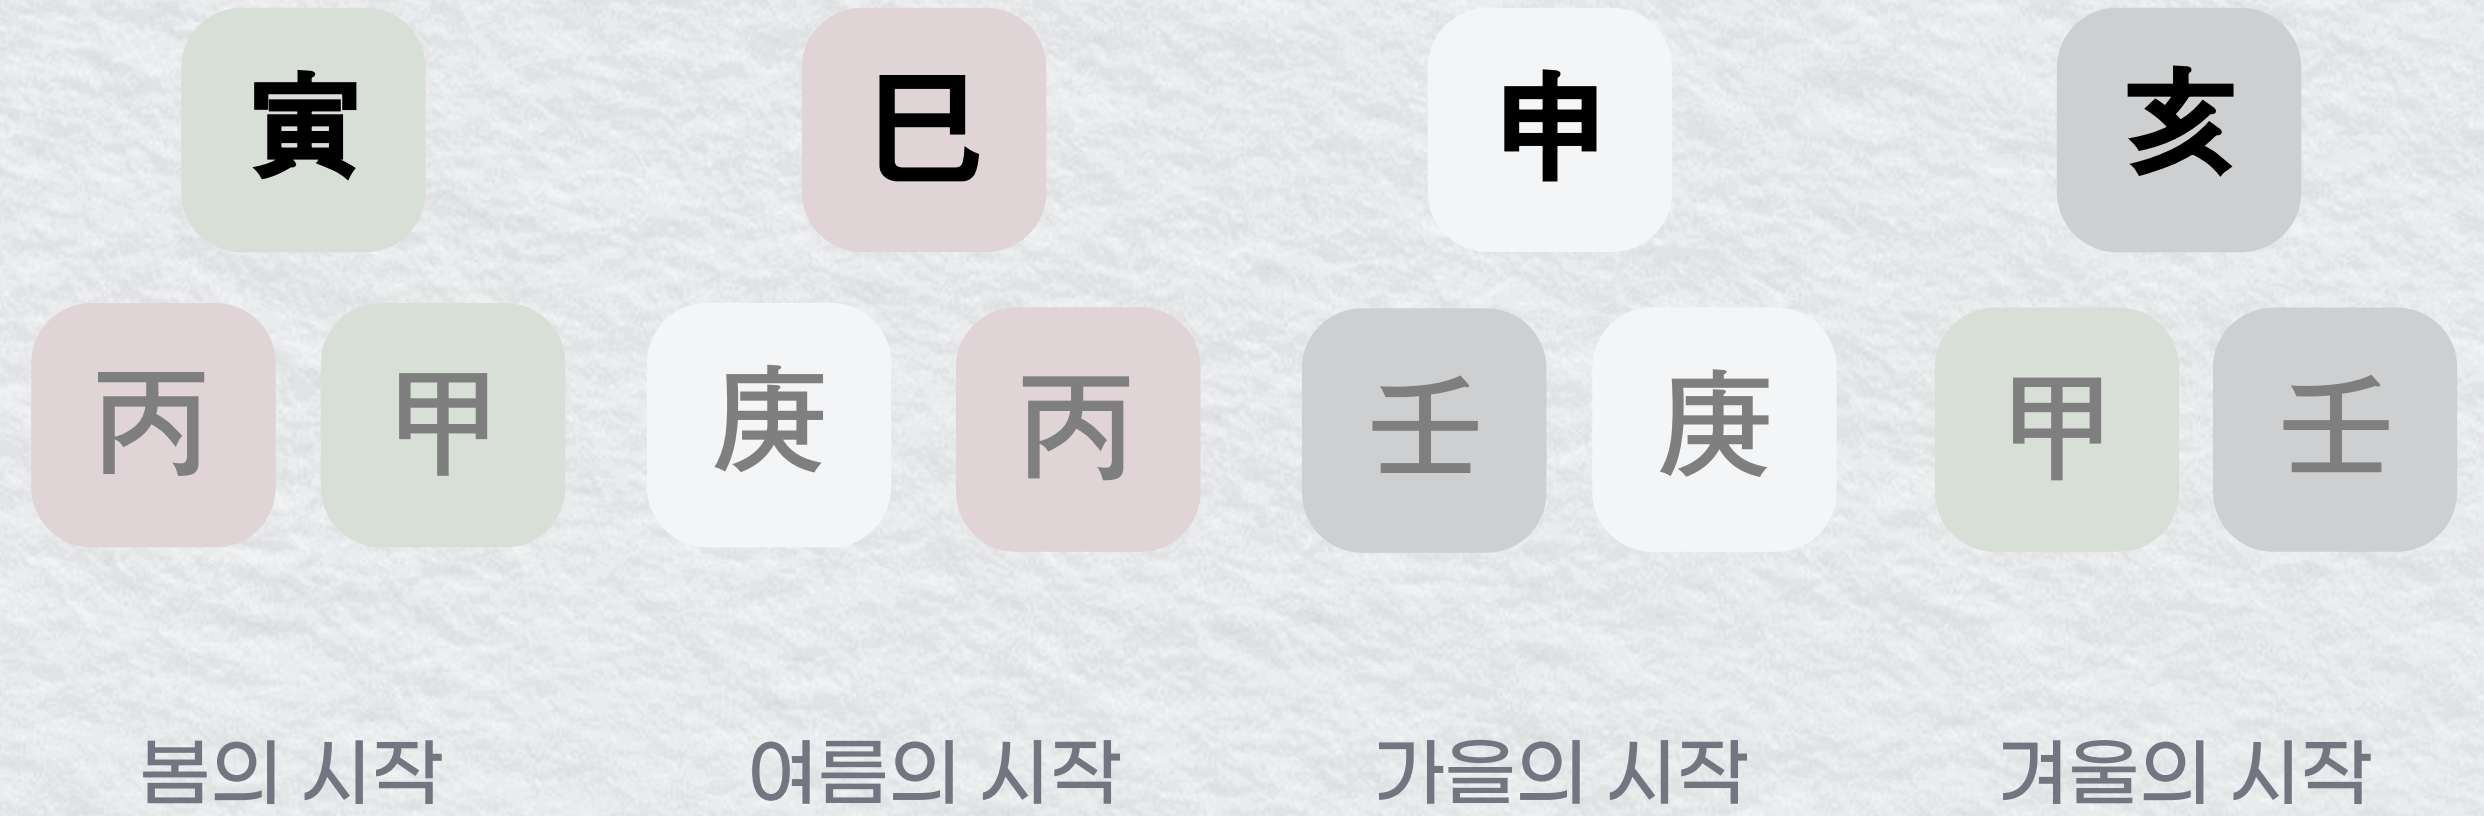 寅 巳 申 亥
丙 甲 庚 丙 壬 庚 甲 壬
봄의 시작 여름의 시작 가을의 시작 겨울의 시작